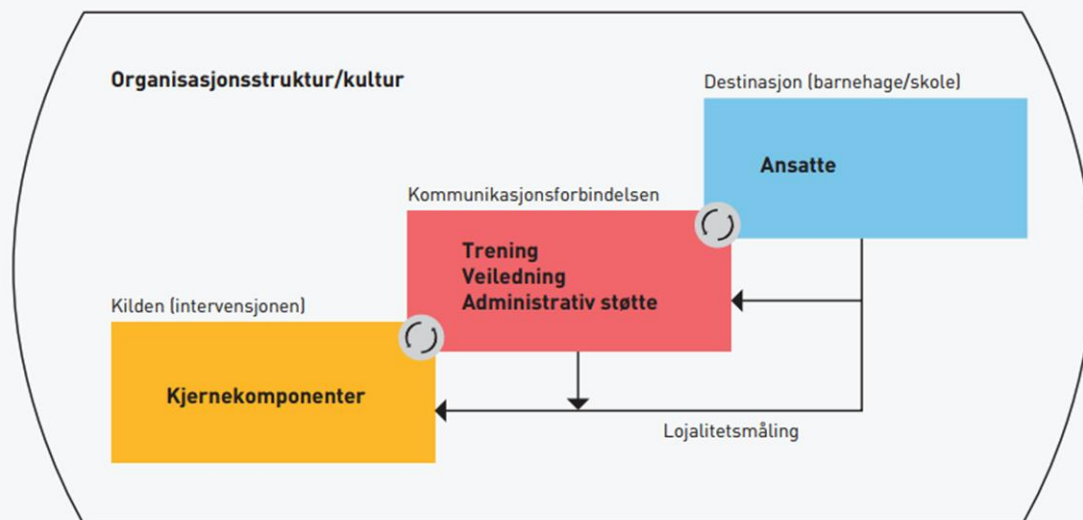 Organisasjonsstruktur/kultur
Destinasjon (barnehage/skole)
Ansatte
Kommunikasjonsforbindelsen
Trening
Veiledning
Administrativ støtte
Kilden (intervensjonen)
Kjernekomponenter
Lojalitetsmåling